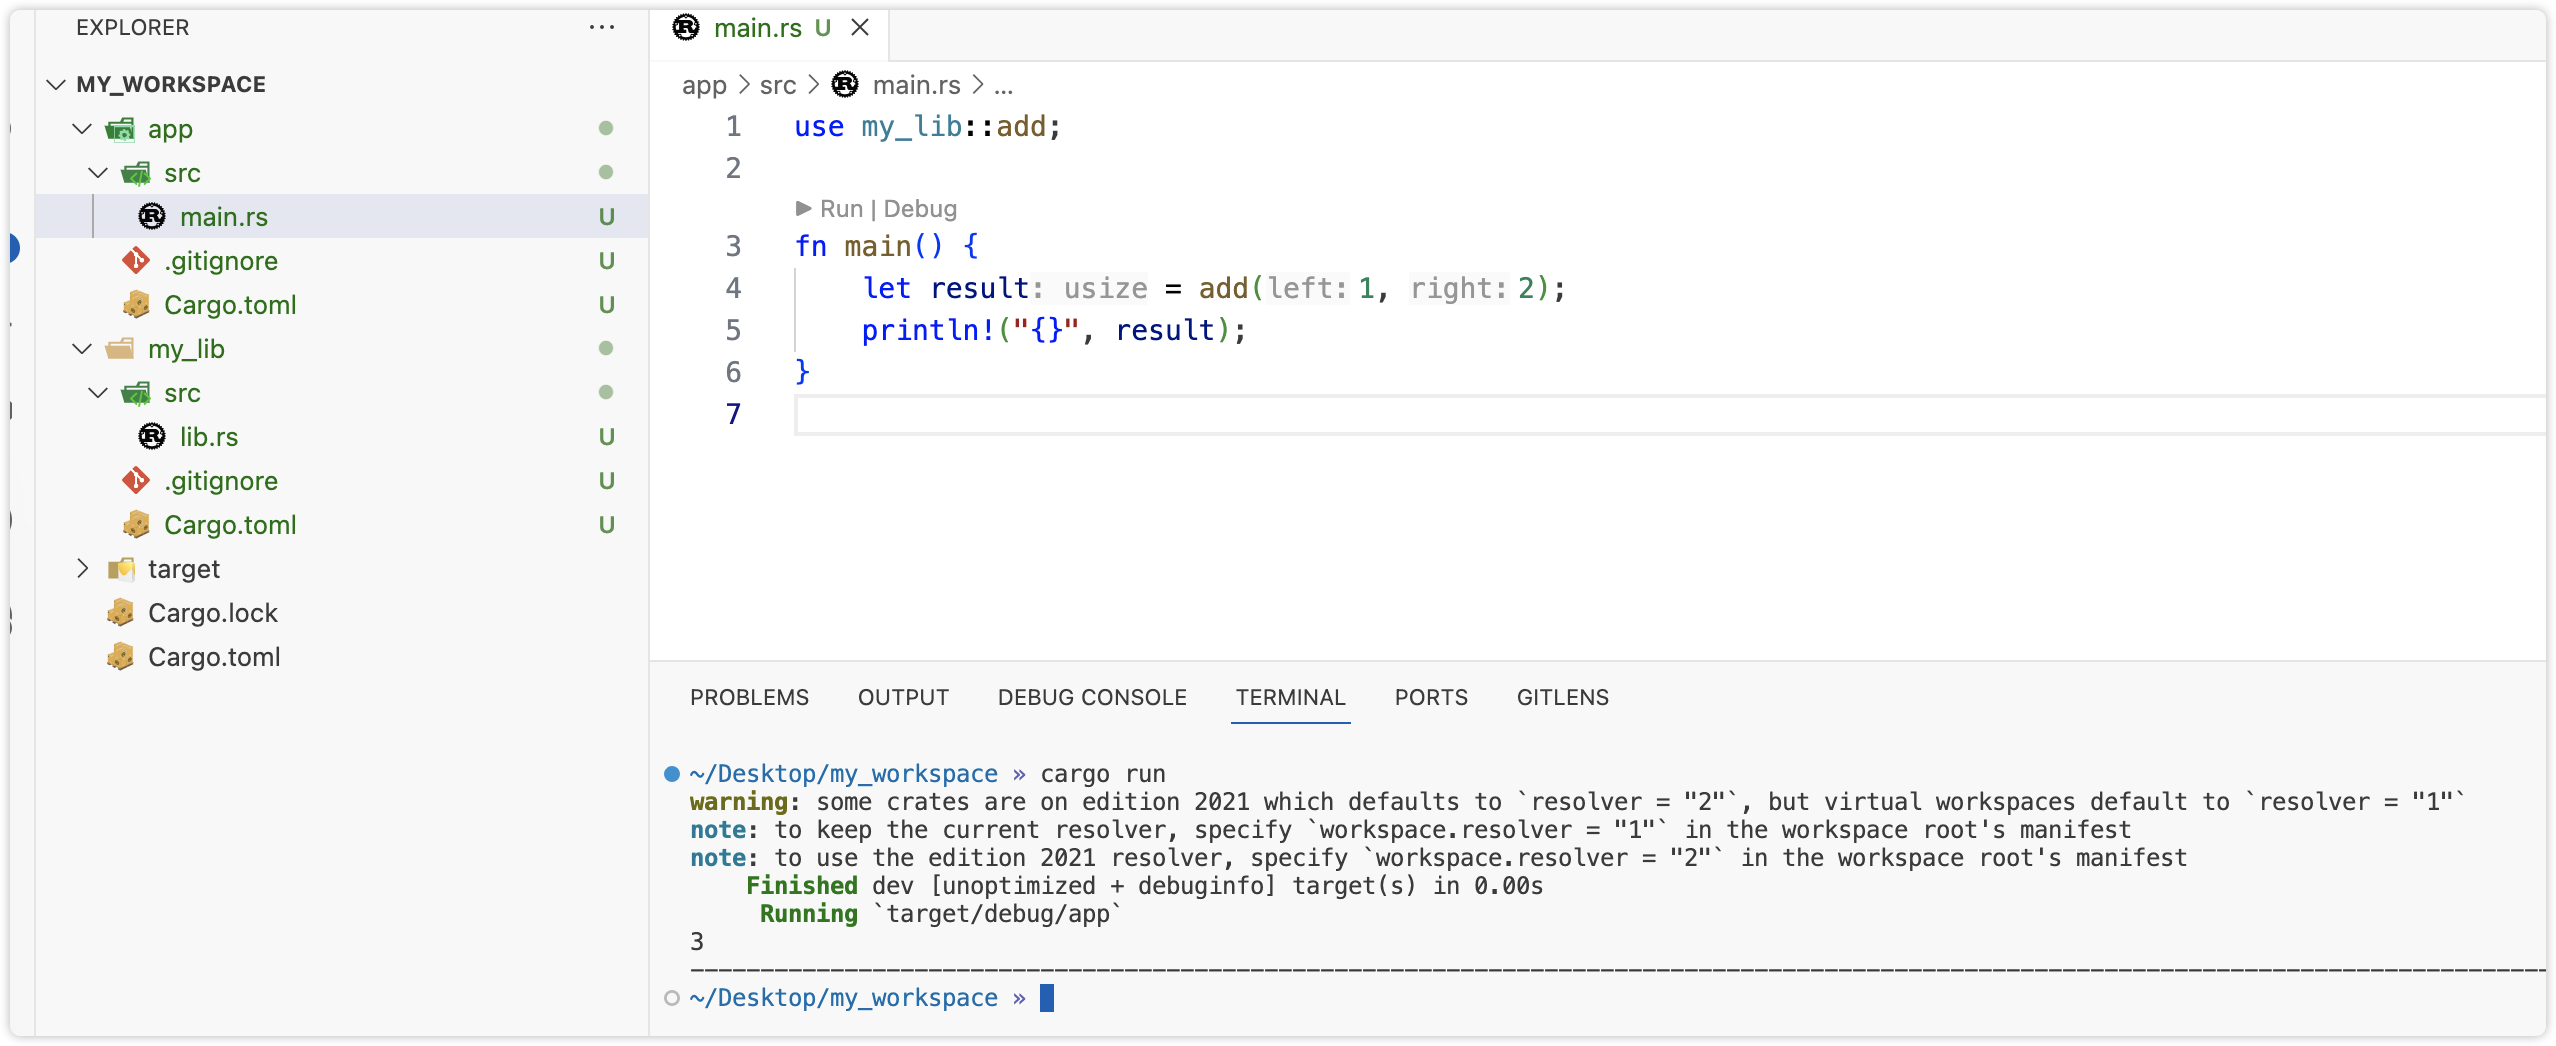 EXPLORER ...
MY_WORKSPACE
app
src
main.rs U
.gitignore U
Cargo.toml U
my_lib
src
lib.rs U
.gitignore U
Cargo.toml U
target
Cargo.lock
Cargo.toml
main.rs U
app > src > main.rs > ...
1 use my_lib::add;
2
Run | Debug
3 fn main() {
4 let result: usize = add(left: 1, right: 2);
5 println!("{}", result);
6 }
7
PROBLEMS OUTPUT DEBUG CONSOLE TERMINAL PORTS GITLENS
~/Desktop/my_workspace » cargo run
warning: some crates are on edition 2021 which defaults to `resolver = "2"`, but virtual workspaces default to `resolver = "1"`
note: to keep the current resolver, specify `workspace.resolver = "1"` in the workspace root's manifest
note: to use the edition 2021 resolver, specify `workspace.resolver = "2"` in the workspace root's manifest
Finished dev [unoptimized + debuginfo] target(s) in 0.00s
Running `target/debug/app`
3
~/Desktop/my_workspace »